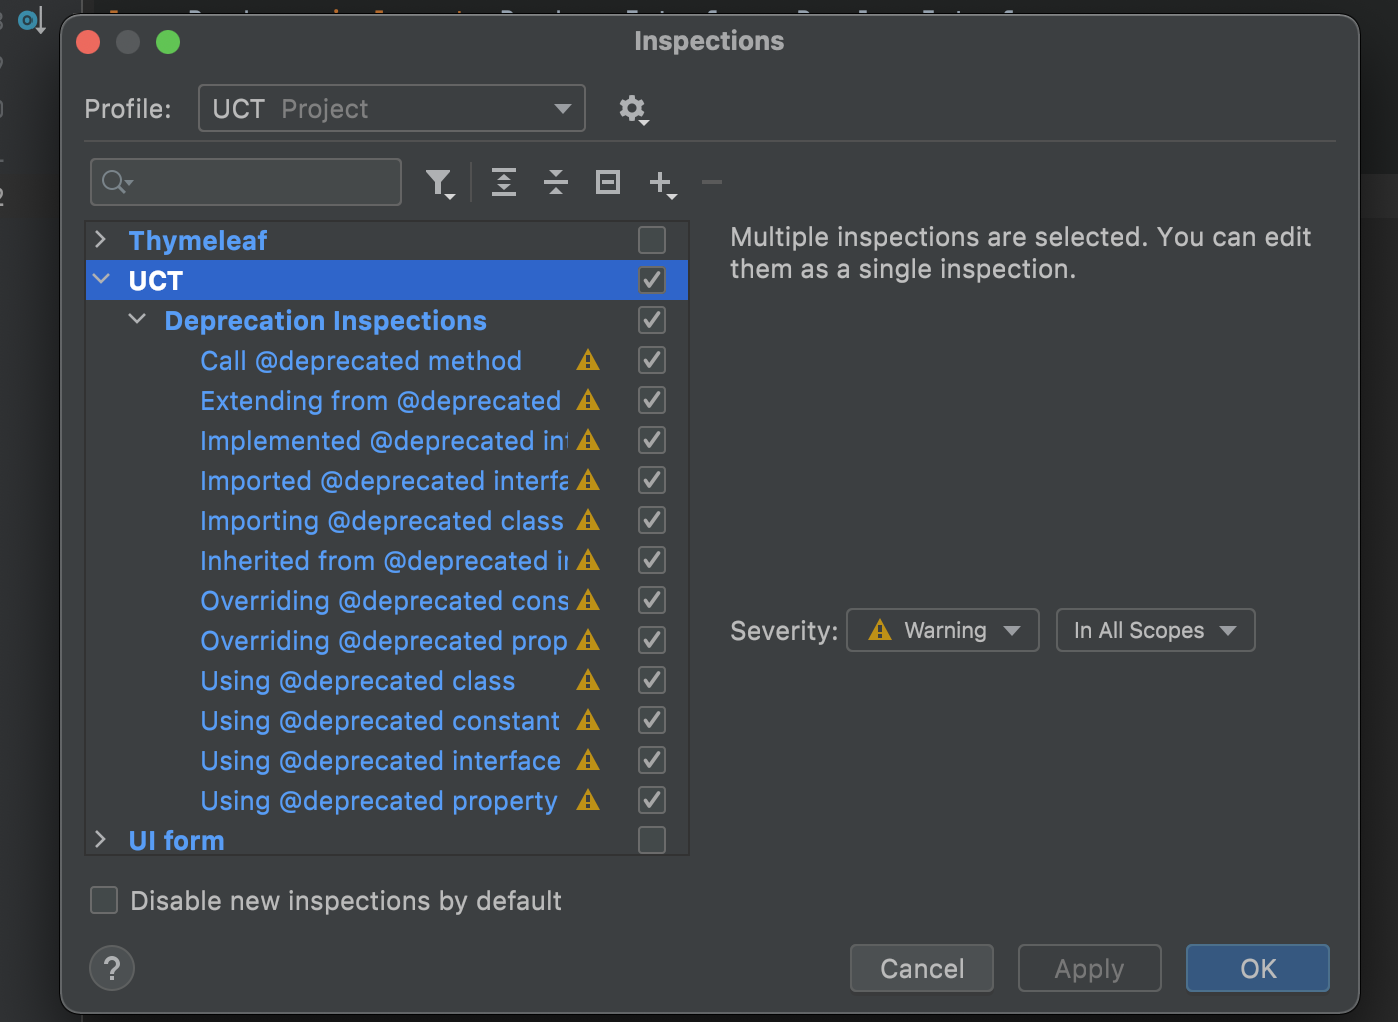 Inspections
Profile: UCT Project
Thymeleaf
UCT
Deprecation Inspections
Call @deprecated method
Extending from @deprecated
Implemented @deprecated int
Imported @deprecated interfa
Importing @deprecated class
Inherited from @deprecated i
Overriding @deprecated cons
Overriding @deprecated prop
Using @deprecated class
Using @deprecated constant
Using @deprecated interface
Using @deprecated property
UI form
Multiple inspections are selected. You can edit
them as a single inspection.
Severity: Warning In All Scopes
Disable new inspections by default
? Cancel Apply OK